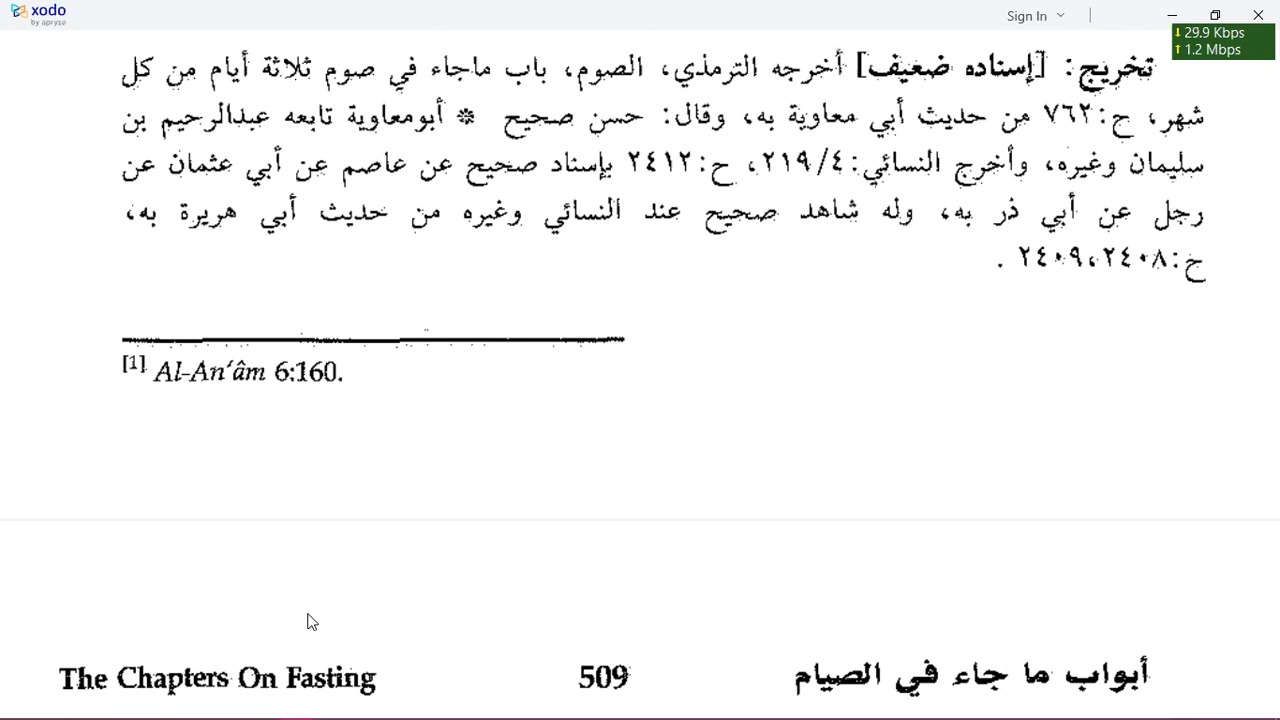 xodo
by apryse
Sign In
29.9 Kbps
1.2 Mbps
تخريج: [إسناده ضعيف] أخرجه الترمذي، الصوم، باب ماجاء في صوم ثلاثة أيام من كل
شهر، ح:٧٦٢ من حديث أبي معاوية به، وقال: حسن صحيح * أبومعاوية تابعه عبدالرحيم بن
سليمان وغيره، وأخرج النسائي:٢١٩/٤، ح:٢٤١٢ بإسناد صحيح عن عاصم عن أبي عثمان عن
رجل عن أبي ذر به، وله شاهد صحيح عند النسائي وغيره من حديث أبي هريرة به،
ح:٢٤٠٩،٢٤٠٨ .
[1] Al-An'âm 6:160.
The Chapters On Fasting 509 أبواب ما جاء في الصيام